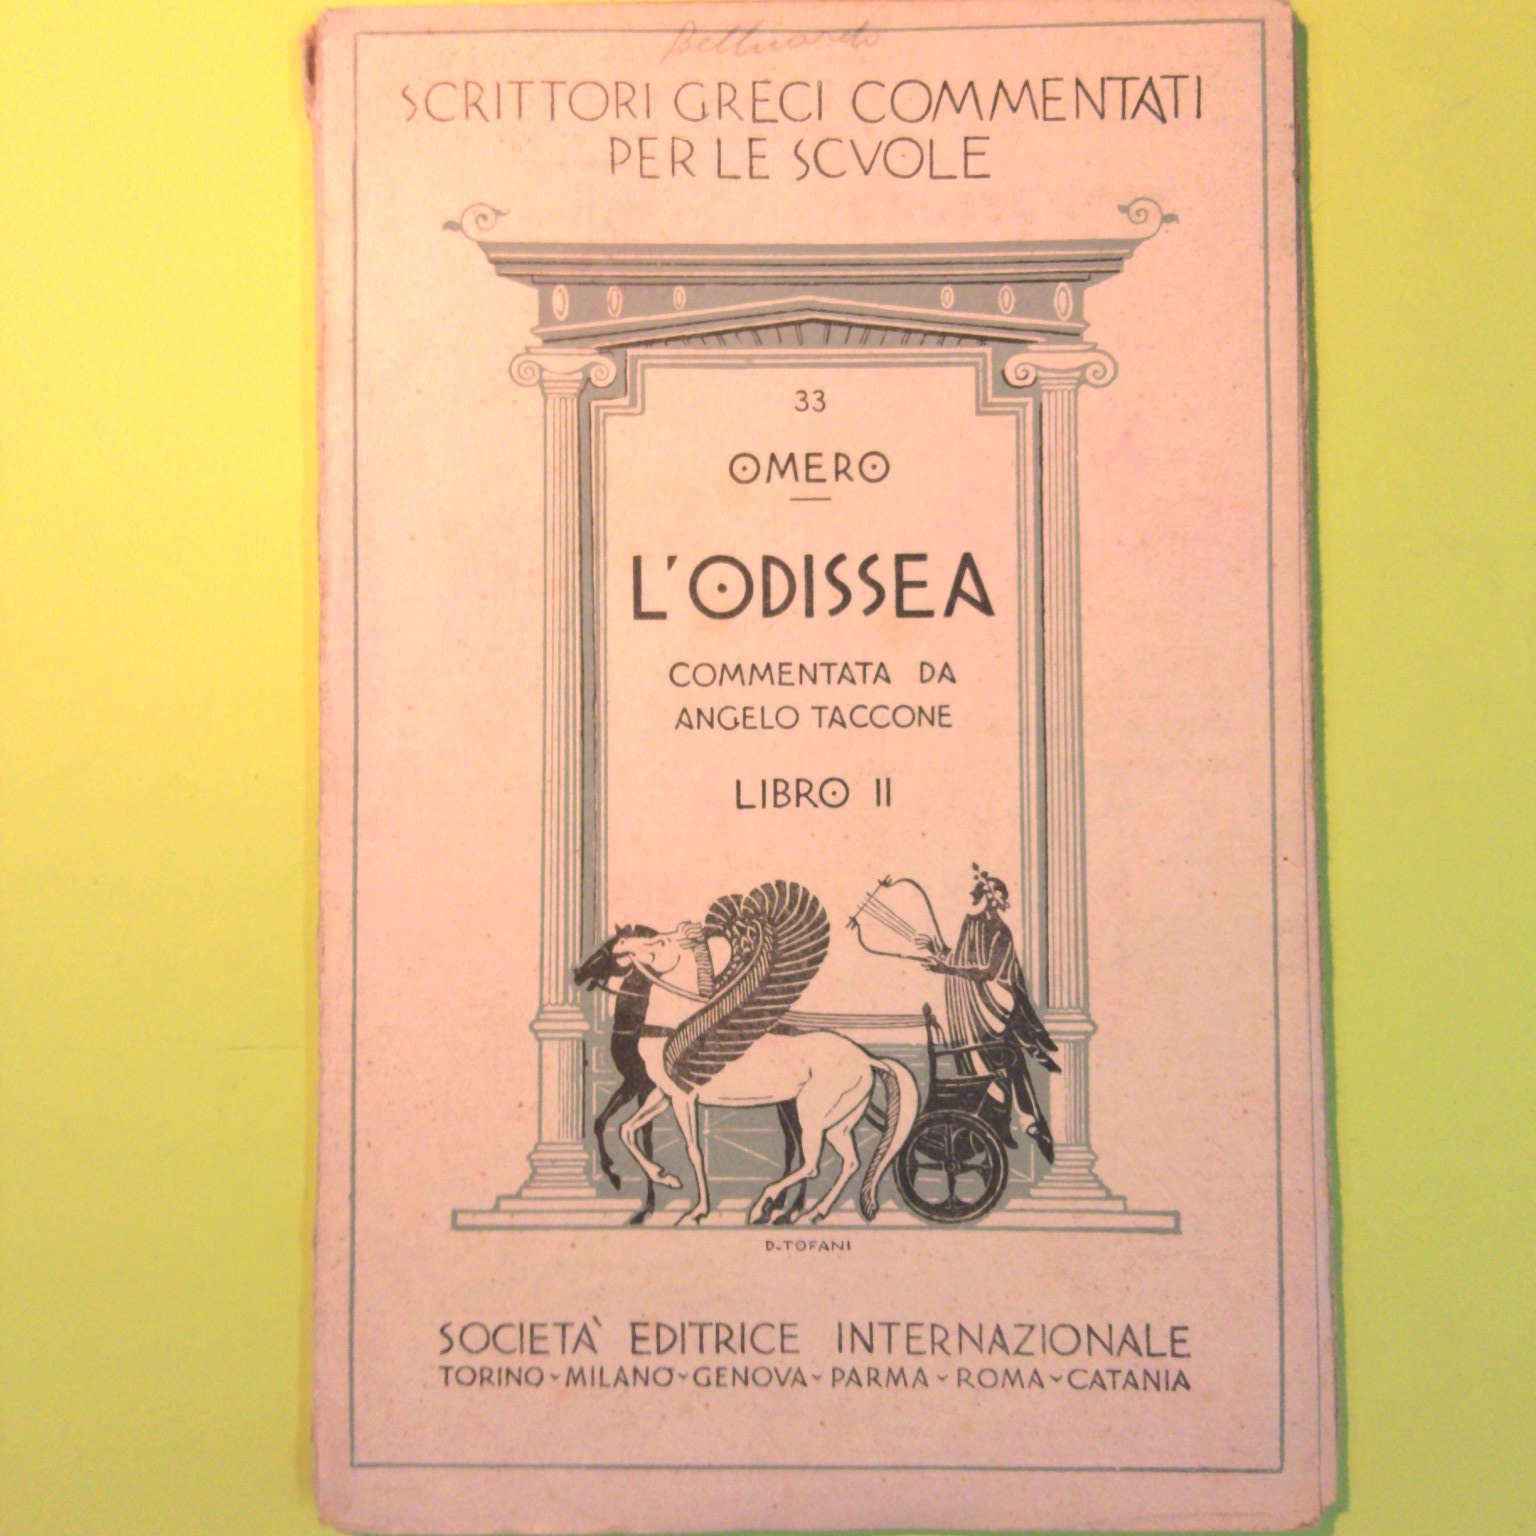 SCRITTORI GRECI COMMENTATI
PER LE SCVOLE
33
OMERO
L'ODISSEA
COMMENTATA DA
ANGELO TACCONE
LIBRO II
D. TOFANI
SOCIETÀ EDITRICE INTERNAZIONALE
TORINO - MILANO - GENOVA - PARMA - ROMA - CATANIA